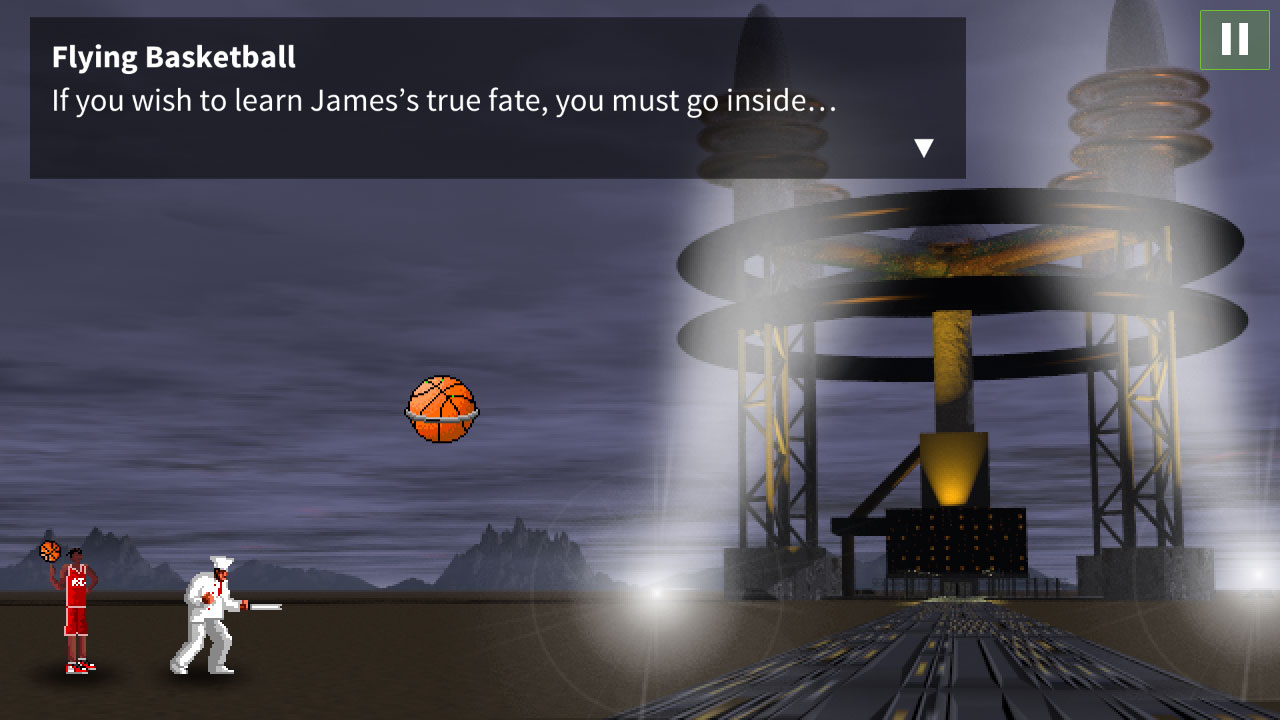 Flying Basketball
If you wish to learn James’s true fate, you must go inside…